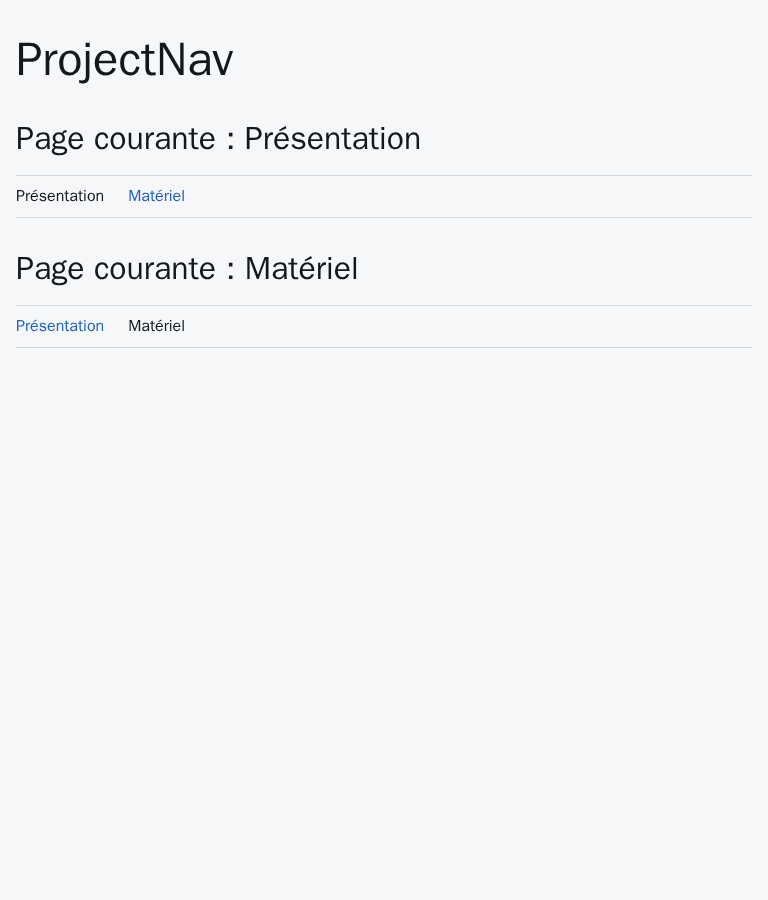 ProjectNav
Page courante : Présentation
Présentation Matériel
Page courante : Matériel
Présentation Matériel